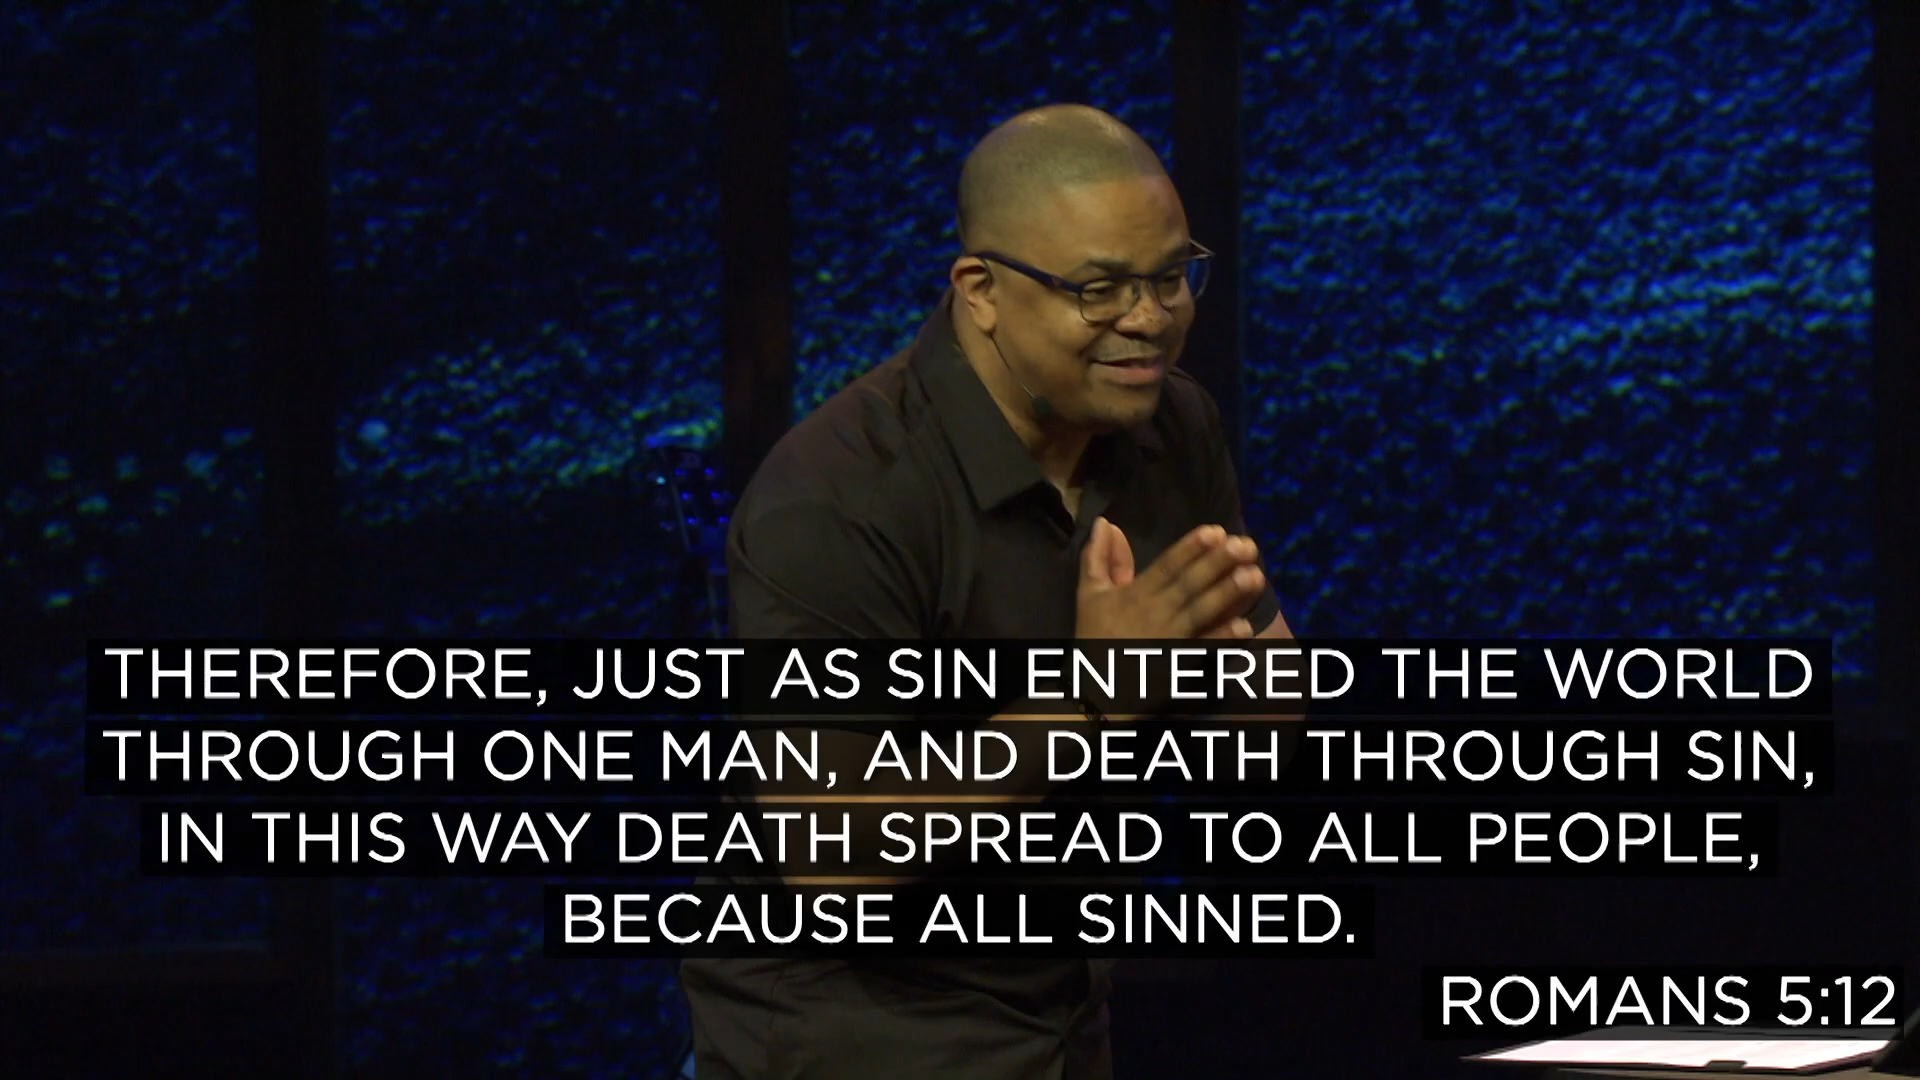 THEREFORE, JUST AS SIN ENTERED THE WORLD
THROUGH ONE MAN, AND DEATH THROUGH SIN,
IN THIS WAY DEATH SPREAD TO ALL PEOPLE,
BECAUSE ALL SINNED.
ROMANS 5:12